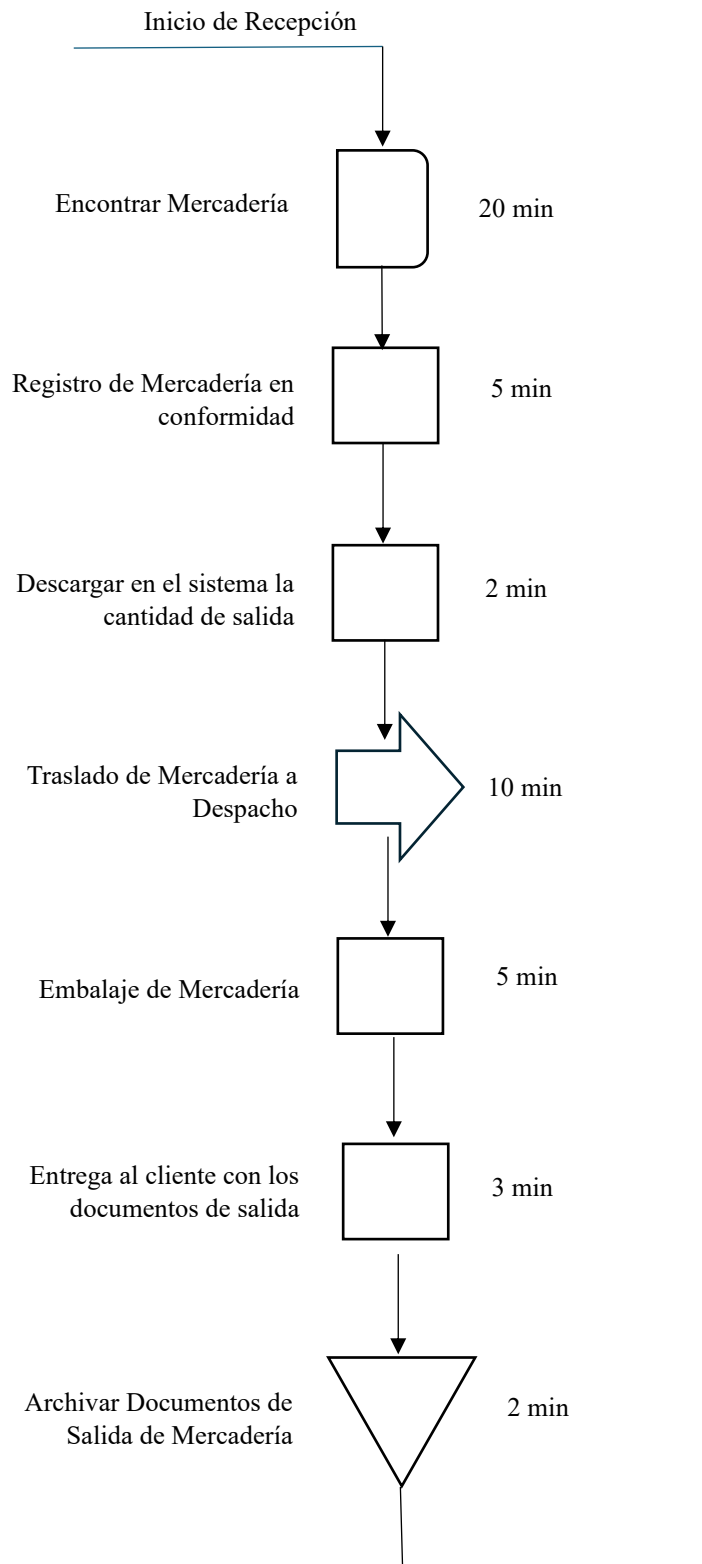 Inicio de Recepción
Encontrar Mercadería
20 min
Registro de Mercadería en
conformidad
5 min
Descargar en el sistema la
cantidad de salida
2 min
Traslado de Mercadería a
Despacho
10 min
Embalaje de Mercadería
5 min
Entrega al cliente con los
documentos de salida
3 min
Archivar Documentos de
Salida de Mercadería
2 min